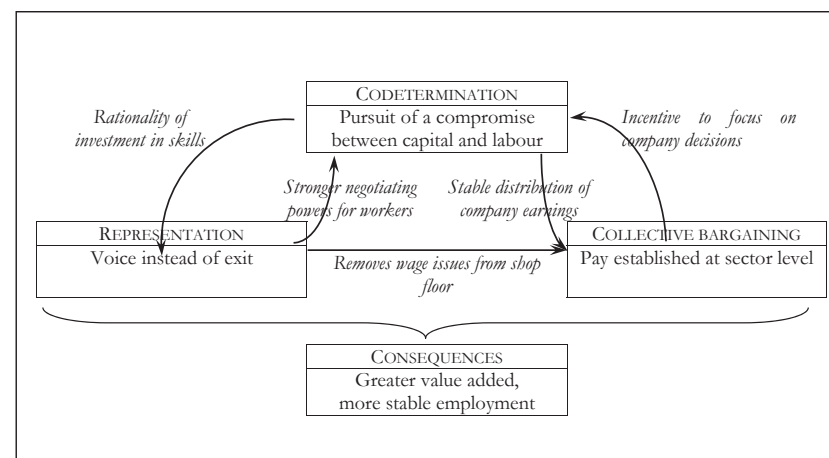 CODETERMINATION
Pursuit of a compromise
between capital and labour
Rationality of
investment in skills
Incentive to focus on
company decisions
Stronger negotiating
powers for workers
Stable distribution of
company earnings
REPRESENTATION
Voice instead of exit
COLLECTIVE BARGAINING
Pay established at sector level
Removes wage issues from shop
floor
CONSEQUENCES
Greater value added,
more stable employment